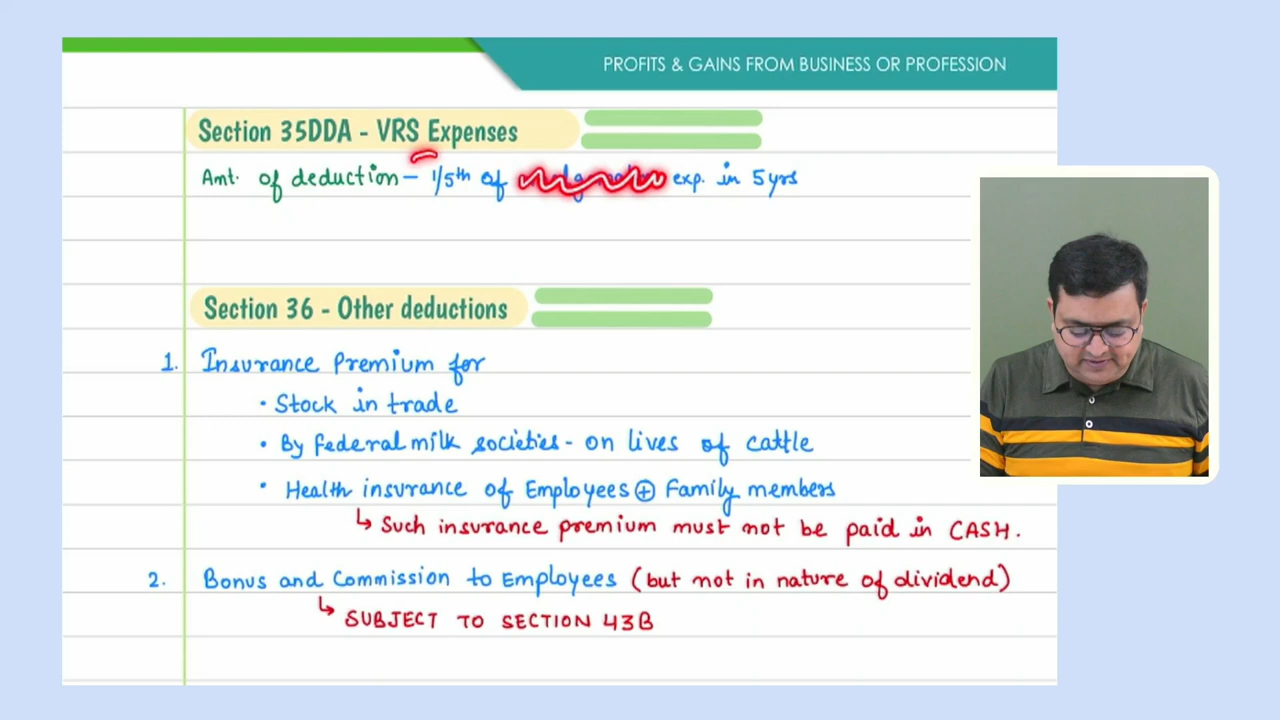 PROFITS & GAINS FROM BUSINESS OR PROFESSION
Section 35DDA - VRS Expenses
Amt. of deduction - 1/5th of exp. in 5 yrs
Section 36 - Other deductions
1. Insurance Premium for
• Stock in trade
• By federal milk societies - on lives of cattle
• Health insurance of Employees ⊕ Family members
↳ Such insurance premium must not be paid in CASH.
2. Bonus and Commission to Employees (but not in nature of dividend)
↳ SUBJECT TO SECTION 43B